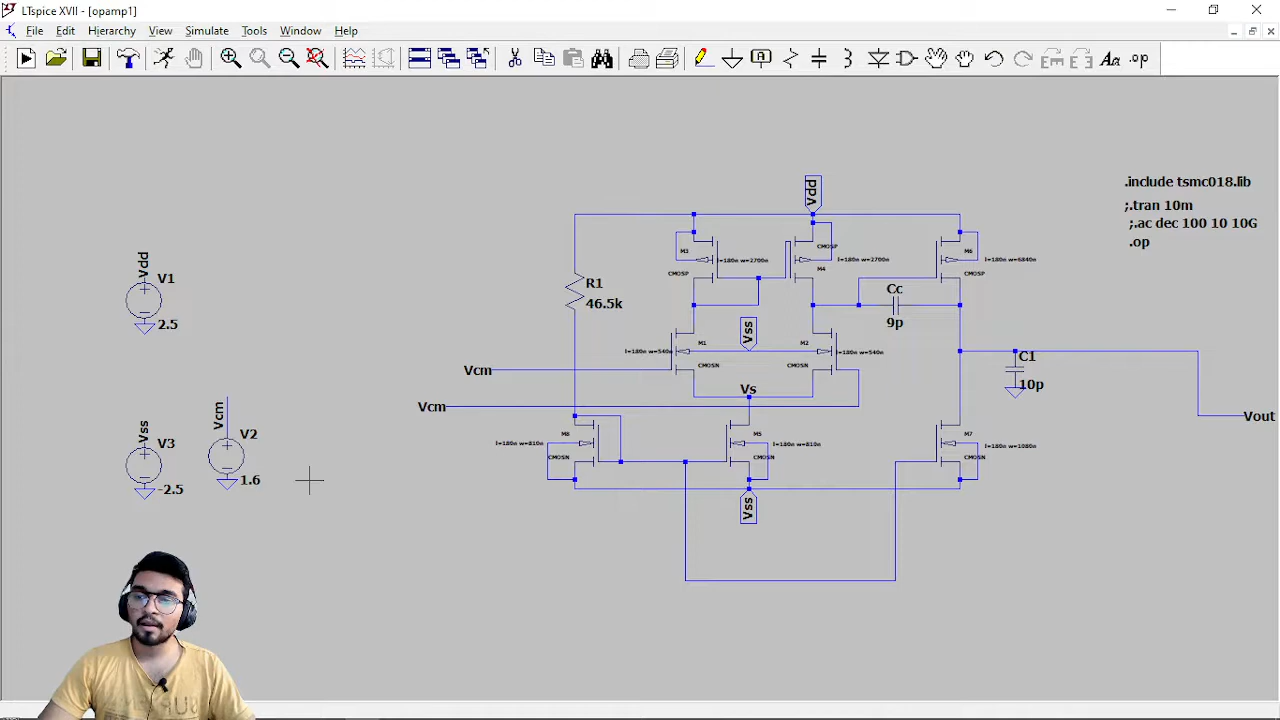 LTspice XVII - [opamp1]
File Edit Hierarchy View Simulate Tools Window Help
A Aa .op
.include tsmc018.lib
;.tran 10m
;.ac dec 100 10 10G
.op
Vdd
V1
2.5
Vss
V3
-2.5
Vcm
V2
1.6
Vdd
R1
46.5k
M3
l=180n w=2700n
CMOSP
CMOSP
M4
l=180n w=2700n
M6
l=180n w=6840n
CMOSP
Cc
9p
Vss
M1
l=180n w=540n
CMOSN
M2
l=180n w=540n
CMOSN
Vcm
Vcm
Vs
C1
10p
Vout
M8
l=180n w=810n
CMOSN
M5
l=180n w=810n
CMOSN
M7
l=180n w=1080n
CMOSN
Vss